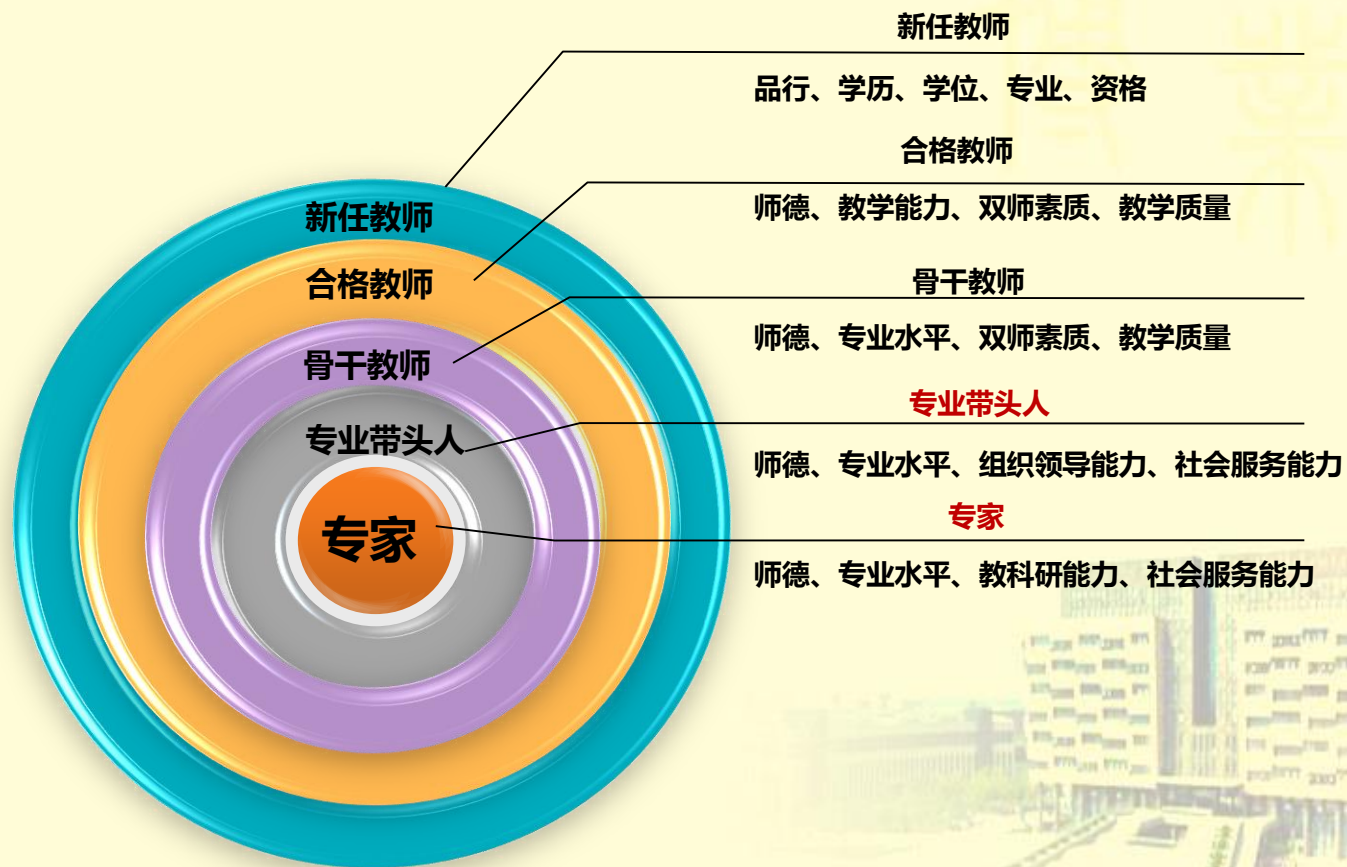 新任教师
品行、学历、学位、专业、资格
合格教师
师德、教学能力、双师素质、教学质量
骨干教师
师德、专业水平、双师素质、教学质量
专业带头人
师德、专业水平、组织领导能力、社会服务能力
专家
师德、专业水平、教科研能力、社会服务能力
新任教师
合格教师
骨干教师
专业带头人
专家